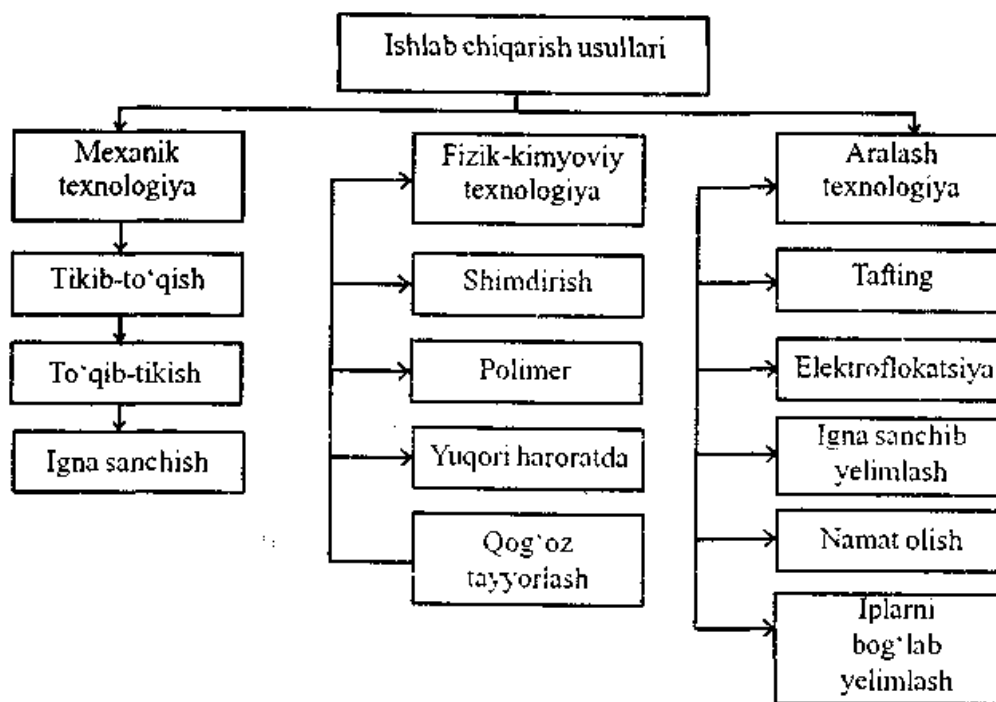 Ishlab chiqarish usullari
Mexanik
texnologiya
Tikib-to‘qish
To‘qib-tikish
Igna sanchish
Fizik-kimyoviy
texnologiya
Shimdirish
Polimer
Yuqori haroratda
Qog‘oz
tayyorlash
Aralash
texnologiya
Tafting
Elektroflokatsiya
Igna sanchib
yelimlash
Namat olish
Iplarni
bog‘lab
yelimlash